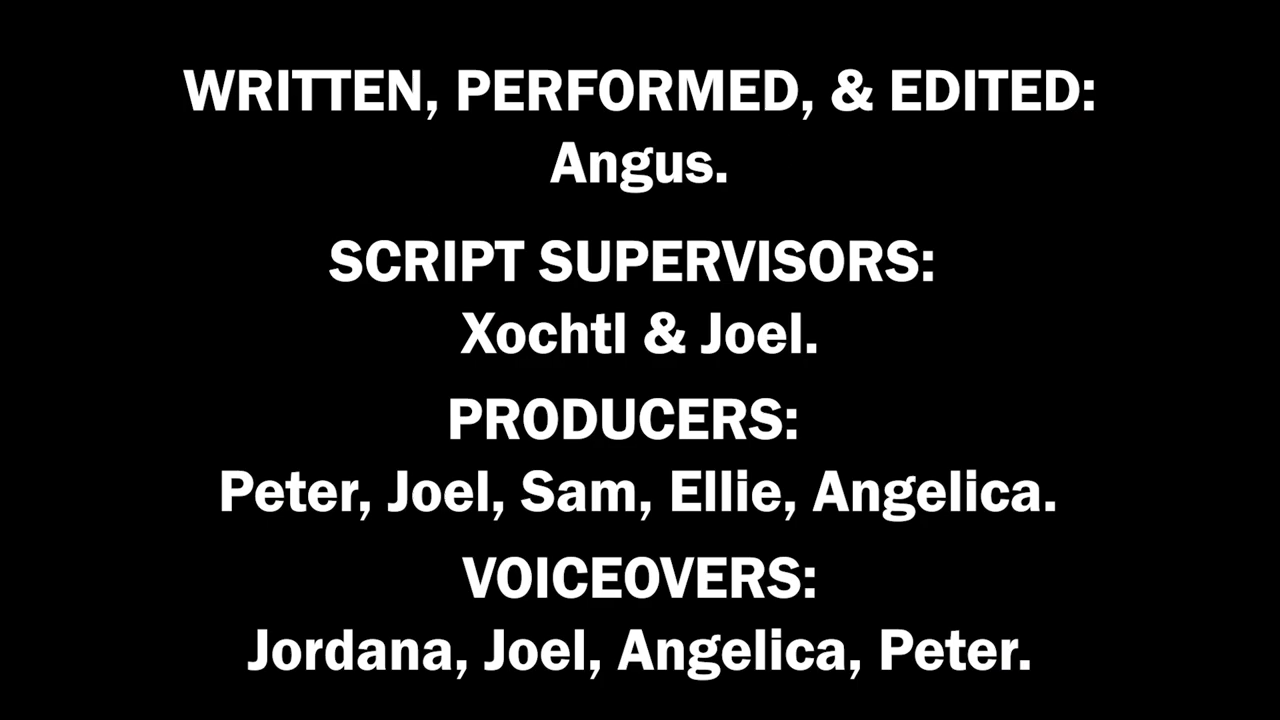 WRITTEN, PERFORMED, & EDITED:
Angus.
SCRIPT SUPERVISORS:
Xochtl & Joel.
PRODUCERS:
Peter, Joel, Sam, Ellie, Angelica.
VOICEOVERS:
Jordana, Joel, Angelica, Peter.